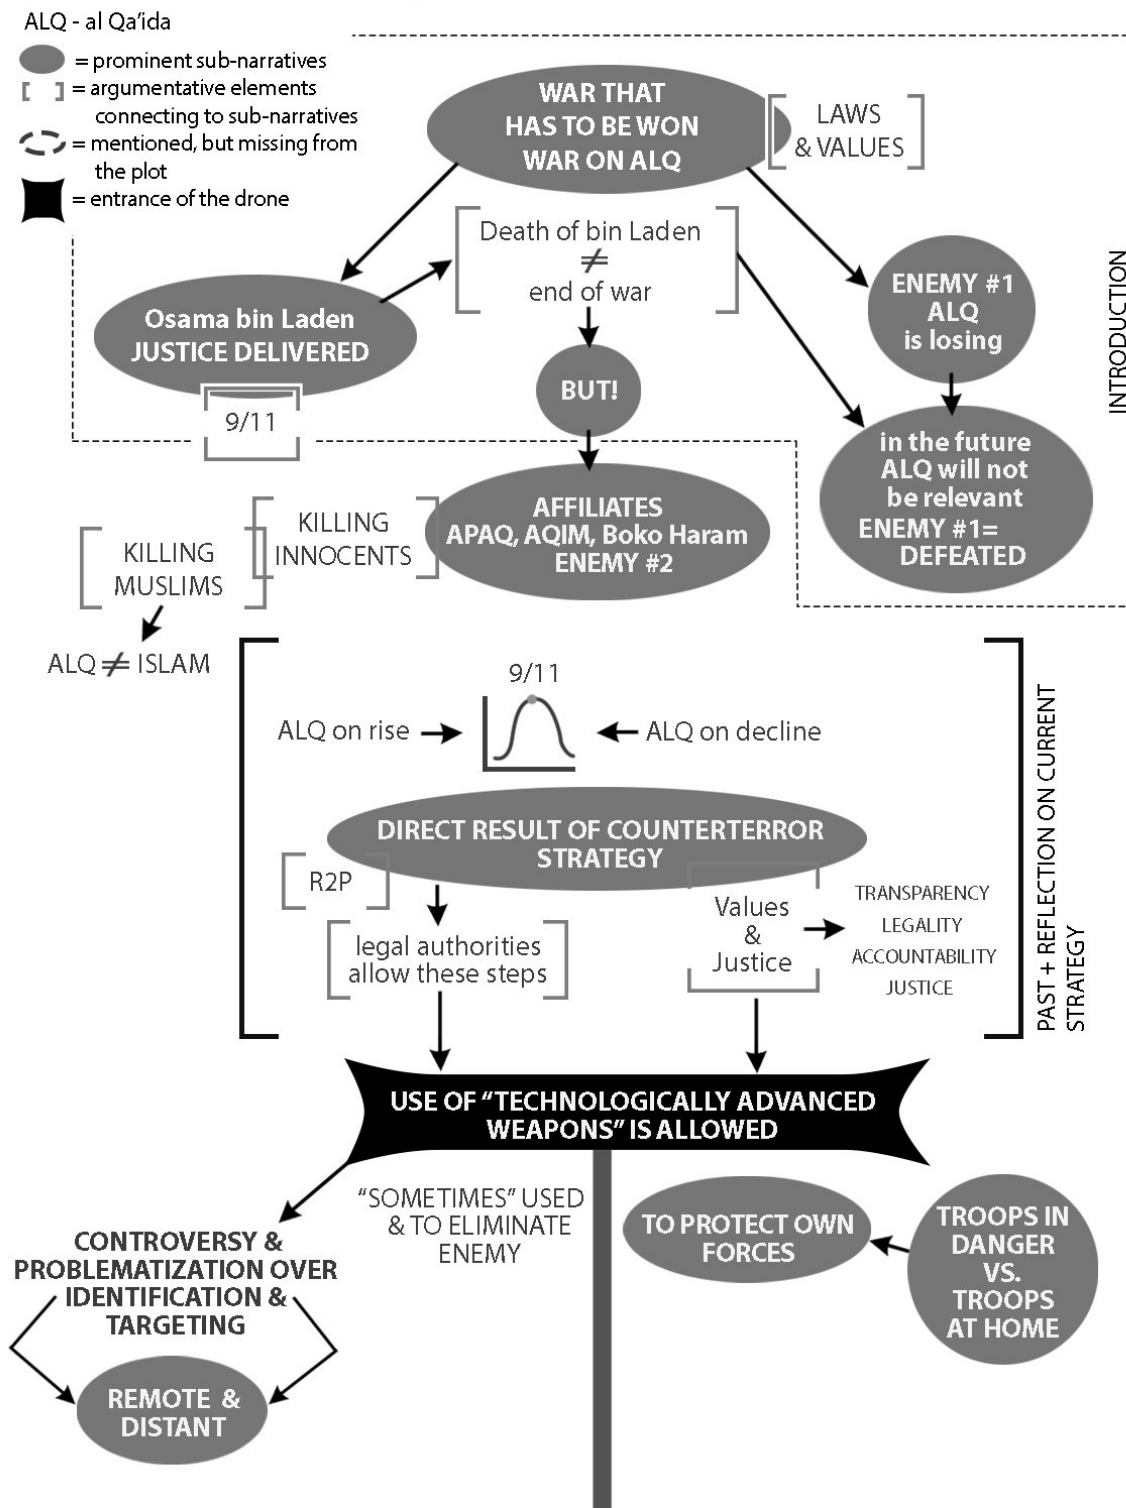 ALQ - al Qa'ida
= prominent sub-narratives
= argumentative elements
connecting to sub-narratives
= mentioned, but missing from
the plot
= entrance of the drone
WAR THAT
HAS TO BE WON
WAR ON ALQ
LAWS
& VALUES
Death of bin Laden
≠
end of war
Osama bin Laden
JUSTICE DELIVERED
9/11
BUT!
ENEMY #1
ALQ
is losing
in the future
ALQ will not
be relevant
ENEMY #1=
DEFEATED
INTRODUCTION
AFFILIATES
APAQ, AQIM, Boko Haram
ENEMY #2
KILLING
INNOCENTS
KILLING
MUSLIMS
ALQ ≠ ISLAM
9/11
ALQ on rise
ALQ on decline
DIRECT RESULT OF COUNTERTERROR
STRATEGY
R2P
legal authorities
allow these steps
Values
&
Justice
TRANSPARENCY
LEGALITY
ACCOUNTABILITY
JUSTICE
PAST + REFLECTION ON CURRENT
STRATEGY
USE OF “TECHNOLOGICALLY ADVANCED
WEAPONS” IS ALLOWED
“SOMETIMES” USED
& TO ELIMINATE
ENEMY
CONTROVERSY &
PROBLEMATIZATION OVER
IDENTIFICATION &
TARGETING
REMOTE &
DISTANT
TO PROTECT OWN
FORCES
TROOPS IN
DANGER
VS.
TROOPS
AT HOME